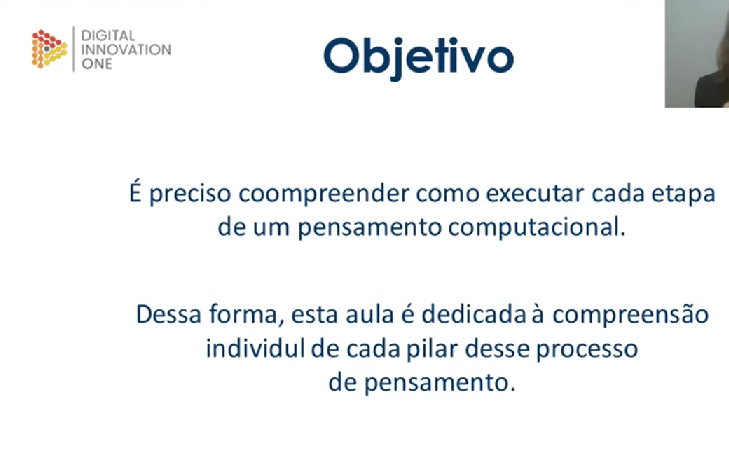 DIGITAL
INNOVATION
ONE
Objetivo
É preciso coompreender como executar cada etapa
de um pensamento computacional.
Dessa forma, esta aula é dedicada à compreensão
individul de cada pilar desse processo
de pensamento.